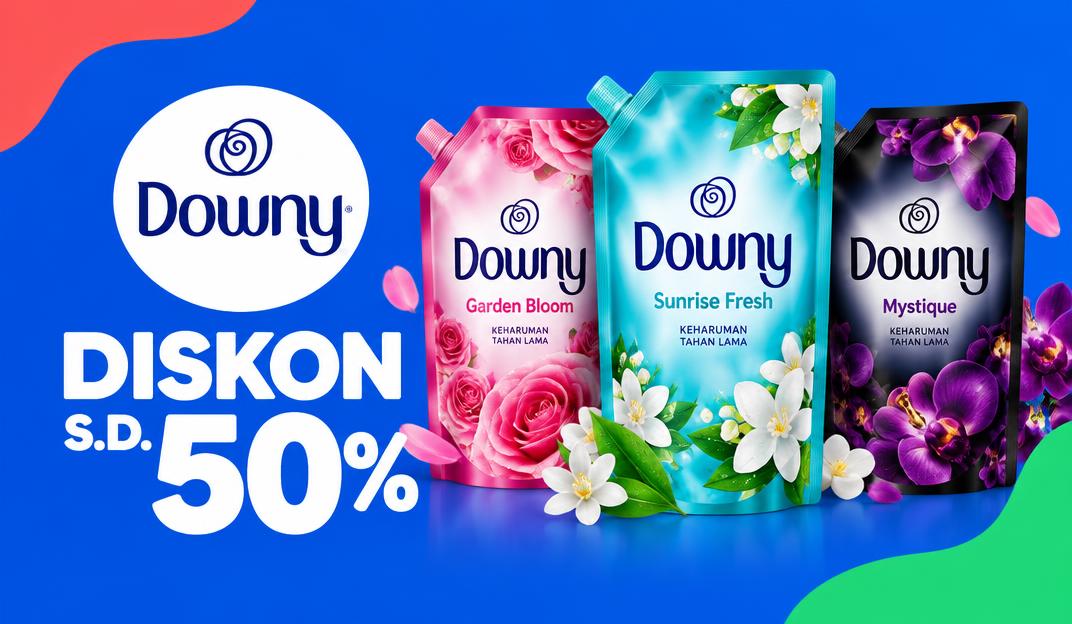 Downy®
DISKON
S.D. 50%
Downy
Garden Bloom
KEHARUMAN
TAHAN LAMA
Downy
Sunrise Fresh
KEHARUMAN
TAHAN LAMA
Downy
Mystique
KEHARUMAN
TAHAN LAMA